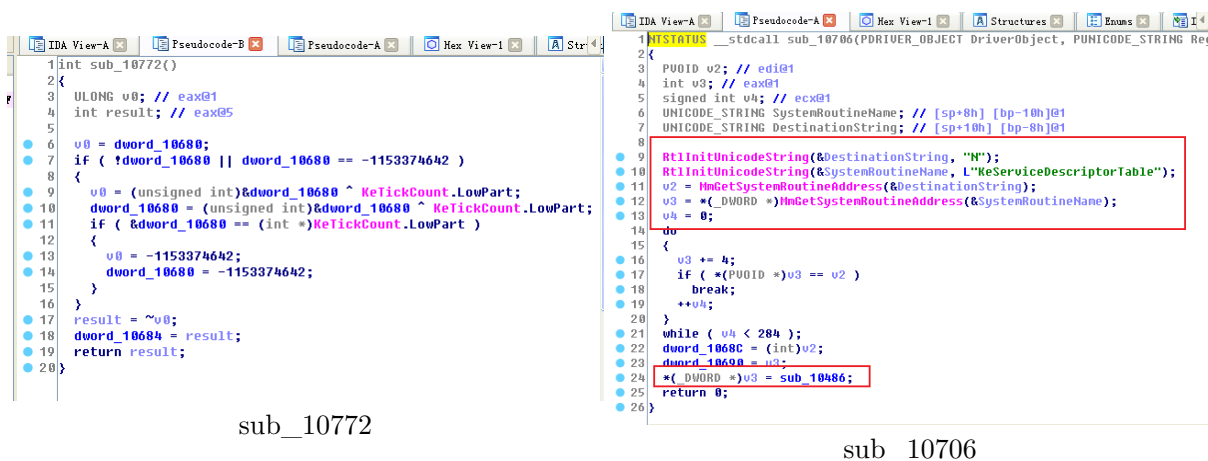 IDA View-A Pseudocode-B Pseudocode-A Hex View-1 Str
1 int sub_10772()
2 {
3 ULONG v0; // eax@1
4 int result; // eax@5
5
6 v0 = dword_10680;
7 if ( !dword_10680 || dword_10680 == -1153374642 )
8 {
9 v0 = (unsigned int)&dword_10680 ^ KeTickCount.LowPart;
10 dword_10680 = (unsigned int)&dword_10680 ^ KeTickCount.LowPart;
11 if ( &dword_10680 == (int *)KeTickCount.LowPart )
12 {
13 v0 = -1153374642;
14 dword_10680 = -1153374642;
15 }
16 }
17 result = ~v0;
18 dword_10684 = result;
19 return result;
20 }
sub_10772
IDA View-A Pseudocode-A Hex View-1 Structures Enums I
1 NTSTATUS __stdcall sub_10706(PDRIVER_OBJECT DriverObject, PUNICODE_STRING Reg
2 {
3 PVOID v2; // edi@1
4 int v3; // eax@1
5 signed int v4; // ecx@1
6 UNICODE_STRING SystemRoutineName; // [sp+8h] [bp-10h]@1
7 UNICODE_STRING DestinationString; // [sp+10h] [bp-8h]@1
8
9 RtlInitUnicodeString(&DestinationString, "N");
10 RtlInitUnicodeString(&SystemRoutineName, L"KeServiceDescriptorTable");
11 v2 = MmGetSystemRoutineAddress(&DestinationString);
12 v3 = *(_DWORD *)MmGetSystemRoutineAddress(&SystemRoutineName);
13 v4 = 0;
14 do
15 {
16 v3 += 4;
17 if ( *(PVOID *)v3 == v2 )
18 break;
19 ++v4;
20 }
21 while ( v4 < 284 );
22 dword_1068C = (int)v2;
23 dword_10690 = v3;
24 *(_DWORD *)v3 = sub_10486;
25 return 0;
26 }
sub_10706